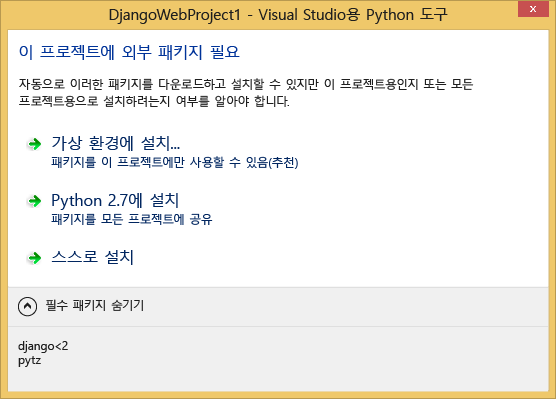 DjangoWebProject1 - Visual Studio용 Python 도구
x
이 프로젝트에 외부 패키지 필요
자동으로 이러한 패키지를 다운로드하고 설치할 수 있지만 이 프로젝트용인지 또는 모든
프로젝트용으로 설치하려는지 여부를 알아야 합니다.
가상 환경에 설치...
패키지를 이 프로젝트에만 사용할 수 있음(추천)
Python 2.7에 설치
패키지를 모든 프로젝트에 공유
스스로 설치
필수 패키지 숨기기
django<2
pytz